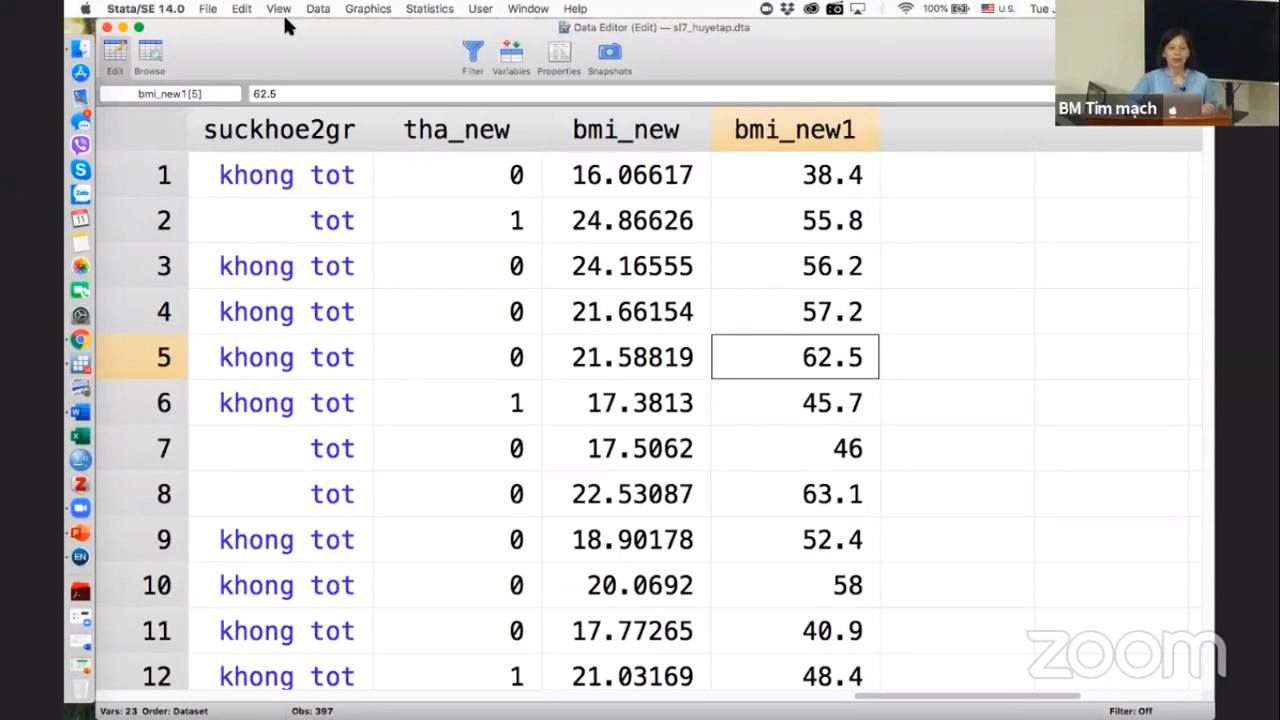 Stata/SE 14.0 File Edit View Data Graphics Statistics User Window Help 100% U.S. Tue
Data Editor (Edit) — sl7_huyetap.dta
Edit Browse Filter Variables Properties Snapshots
bmi_new1[5] 62.5
BM Tim mạch
suckhoe2gr tha_new bmi_new bmi_new1
1 khong tot 0 16.06617 38.4
2 tot 1 24.86626 55.8
3 khong tot 0 24.16555 56.2
4 khong tot 0 21.66154 57.2
5 khong tot 0 21.58819 62.5
6 khong tot 1 17.3813 45.7
7 tot 0 17.5062 46
8 tot 0 22.53087 63.1
9 khong tot 0 18.90178 52.4
10 khong tot 0 20.0692 58
11 khong tot 0 17.77265 40.9
12 khong tot 1 21.03169 48.4
zoom
Vars: 23 Order: Dataset Obs: 397 Filter: Off